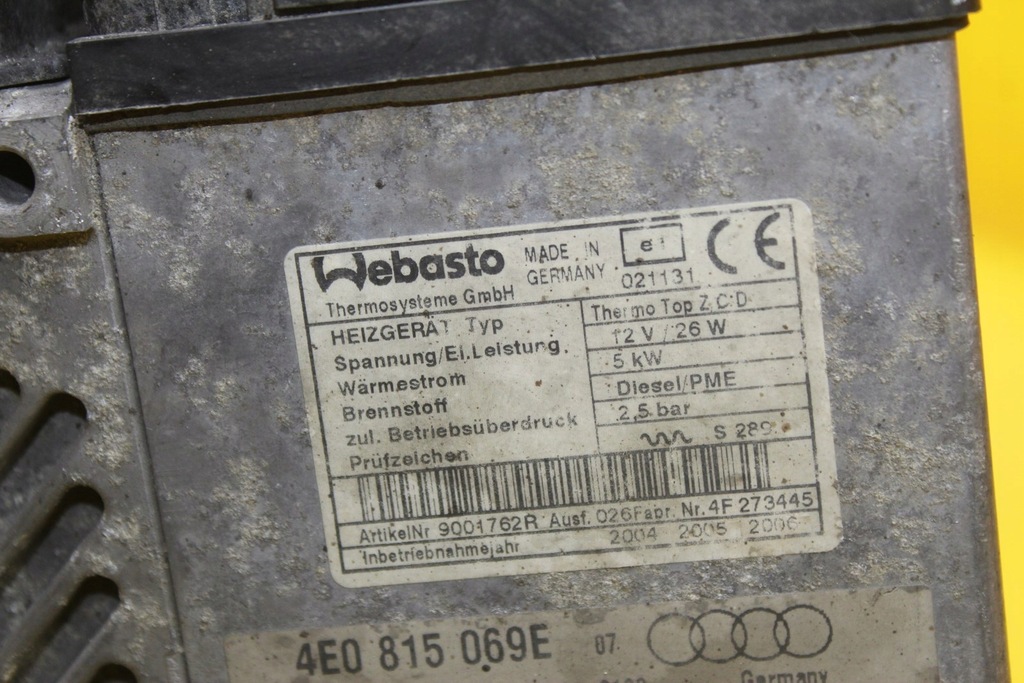 Webasto
Thermosysteme GmbH
MADE IN
GERMANY
e1
021131
CE
HEIZGERÄT Typ
Thermo Top Z/C/D
Spannung/El.Leistung
12 V / 26 W
Wärmestrom
5 kW
Brennstoff
Diesel/PME
zul. Betriebsüberdruck
2,5 bar
Prüfzeichen
S 289
ArtikelNr 9001762R Ausf. 026 Fabr. Nr. 4F 273445
Inbetriebnahmejahr
2004 2005 2006
4E0 815 069E 07
Germany